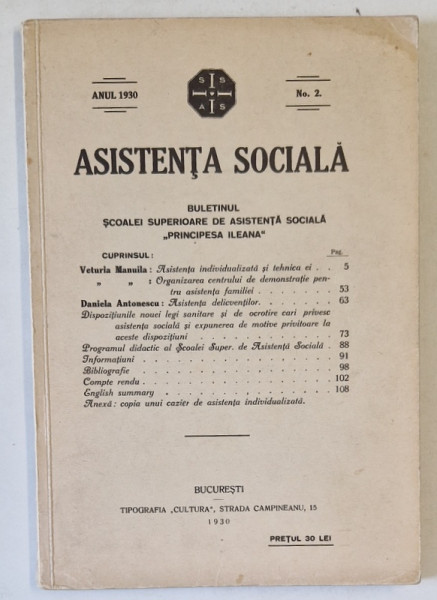 ANUL 1930
S S
I
A S
No. 2.
ASISTENȚA SOCIALĂ
BULETINUL
ȘCOALEI SUPERIOARE DE ASISTENȚĂ SOCIALĂ
„PRINCIPESA ILEANA"
CUPRINSUL: Pag.
Veturia Manuila: Asistența individualizată și tehnica ei . . 5
„ „ : Organizarea centrului de demonstrație pen-
tru asistența familiei . . . . . . . . 53
Daniela Antonescu: Asistența delicvenților. . . . . . . . 63
Dispozițiunile nouei legi sanitare și de ocrotire cari privesc
asistența socială și expunerea de motive privitoare la
aceste dispozițiuni . . . . . . . . . . . . 73
Programul didactic al Școalei Super. de Asistență Socială . 88
Informațiuni . . . . . . . . . . . . . . . . 91
Bibliografie . . . . . . . . . . . . . . . . 98
Compte rendu . . . . . . . . . . . . . . . . 102
English summary . . . . . . . . . . . . . . . 108
Anexă: copia unui cazier de asistența individualizată.
BUCUREȘTI
TIPOGRAFIA „CULTURA", STRADA CAMPINEANU, 15
1930
PREȚUL 30 LEI